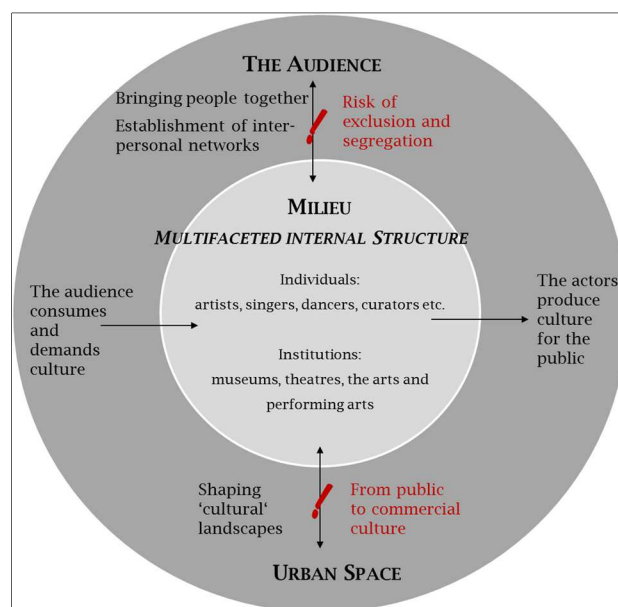 THE AUDIENCE
Bringing people together
Establishment of inter-
personal networks
Risk of
exclusion and
segregation
MILIEU
MULTIFACETED INTERNAL STRUCTURE
Individuals:
artists, singers, dancers, curators etc.
The audience
consumes
and
demands
culture
The actors
produce
culture
for the
public
Institutions:
museums, theatres, the arts and
performing arts
Shaping
‘cultural‘
landscapes
From public
to commercial
culture
URBAN SPACE